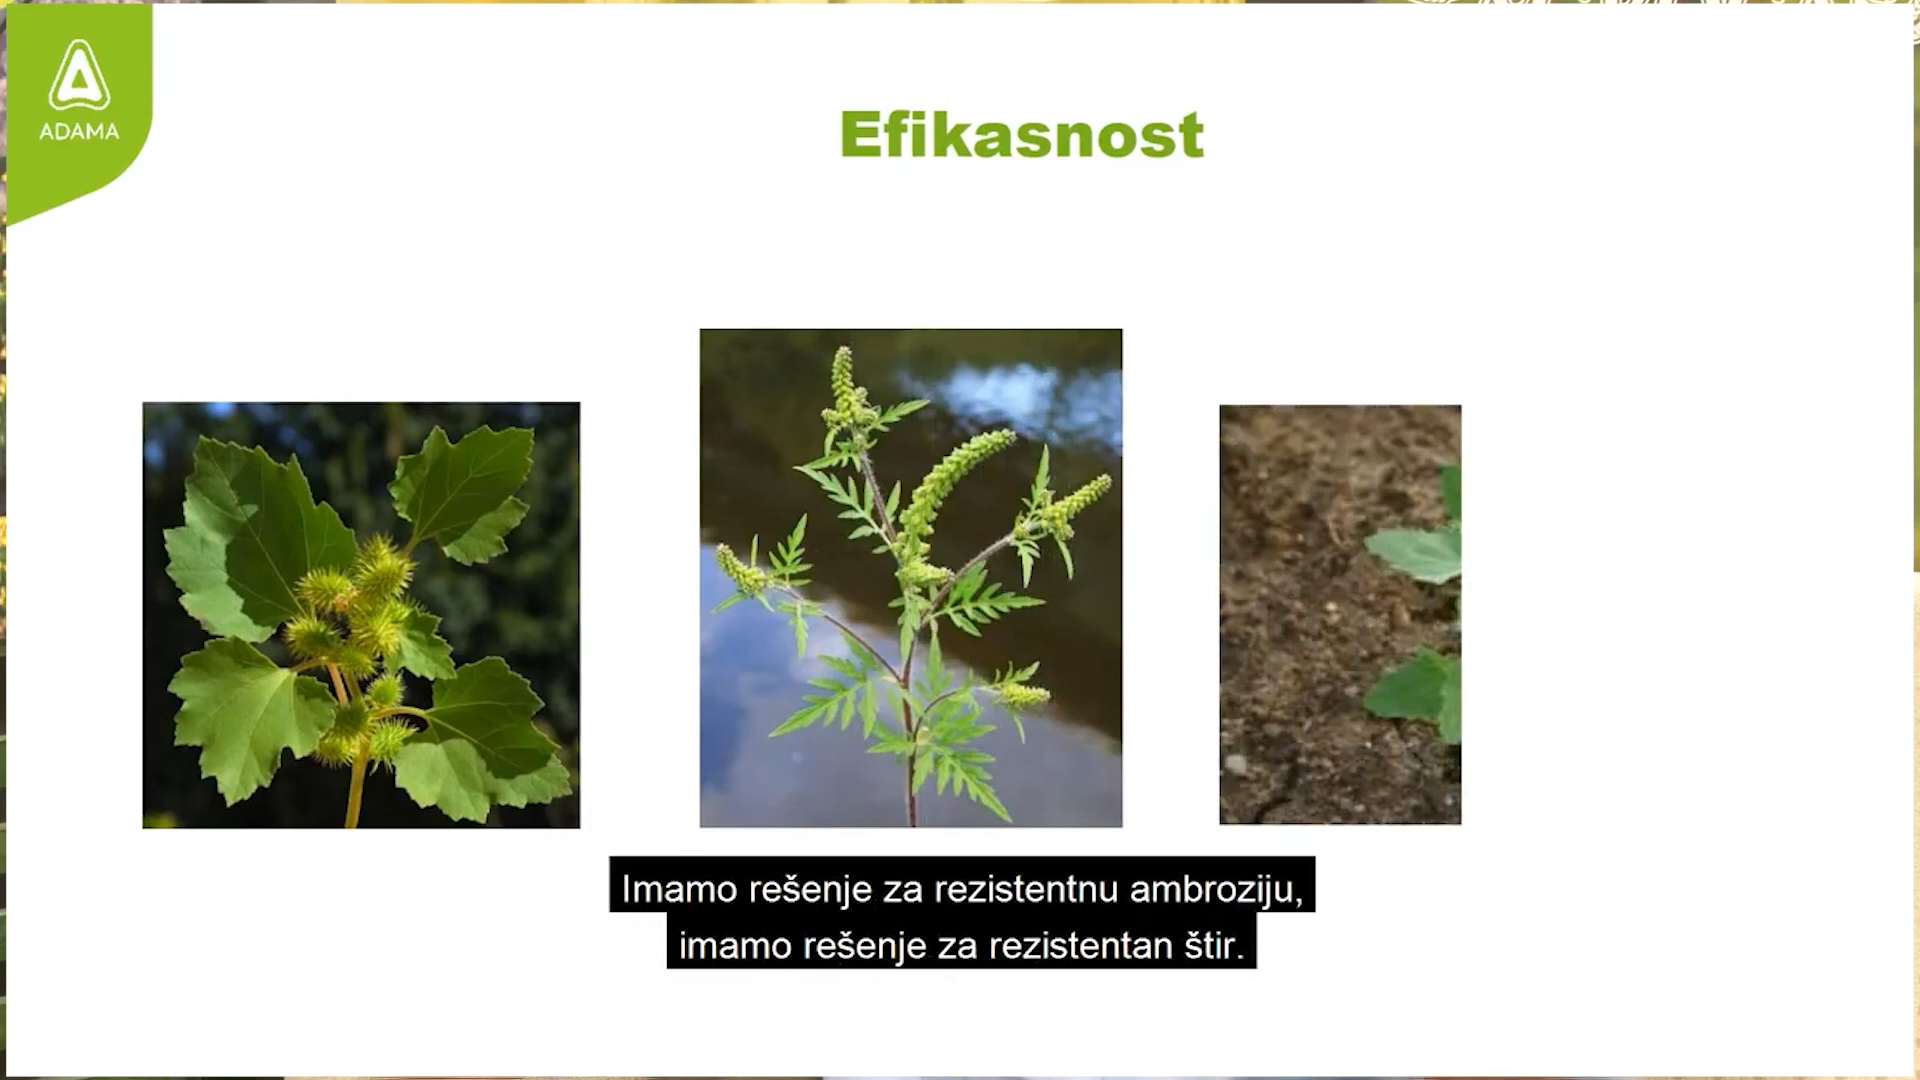 ADAMA
Efikasnost
Imamo rešenje za rezistentnu ambroziju,
imamo rešenje za rezistentan štir.